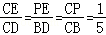 CE/CD = PE/BD = CP/CB = 1/5